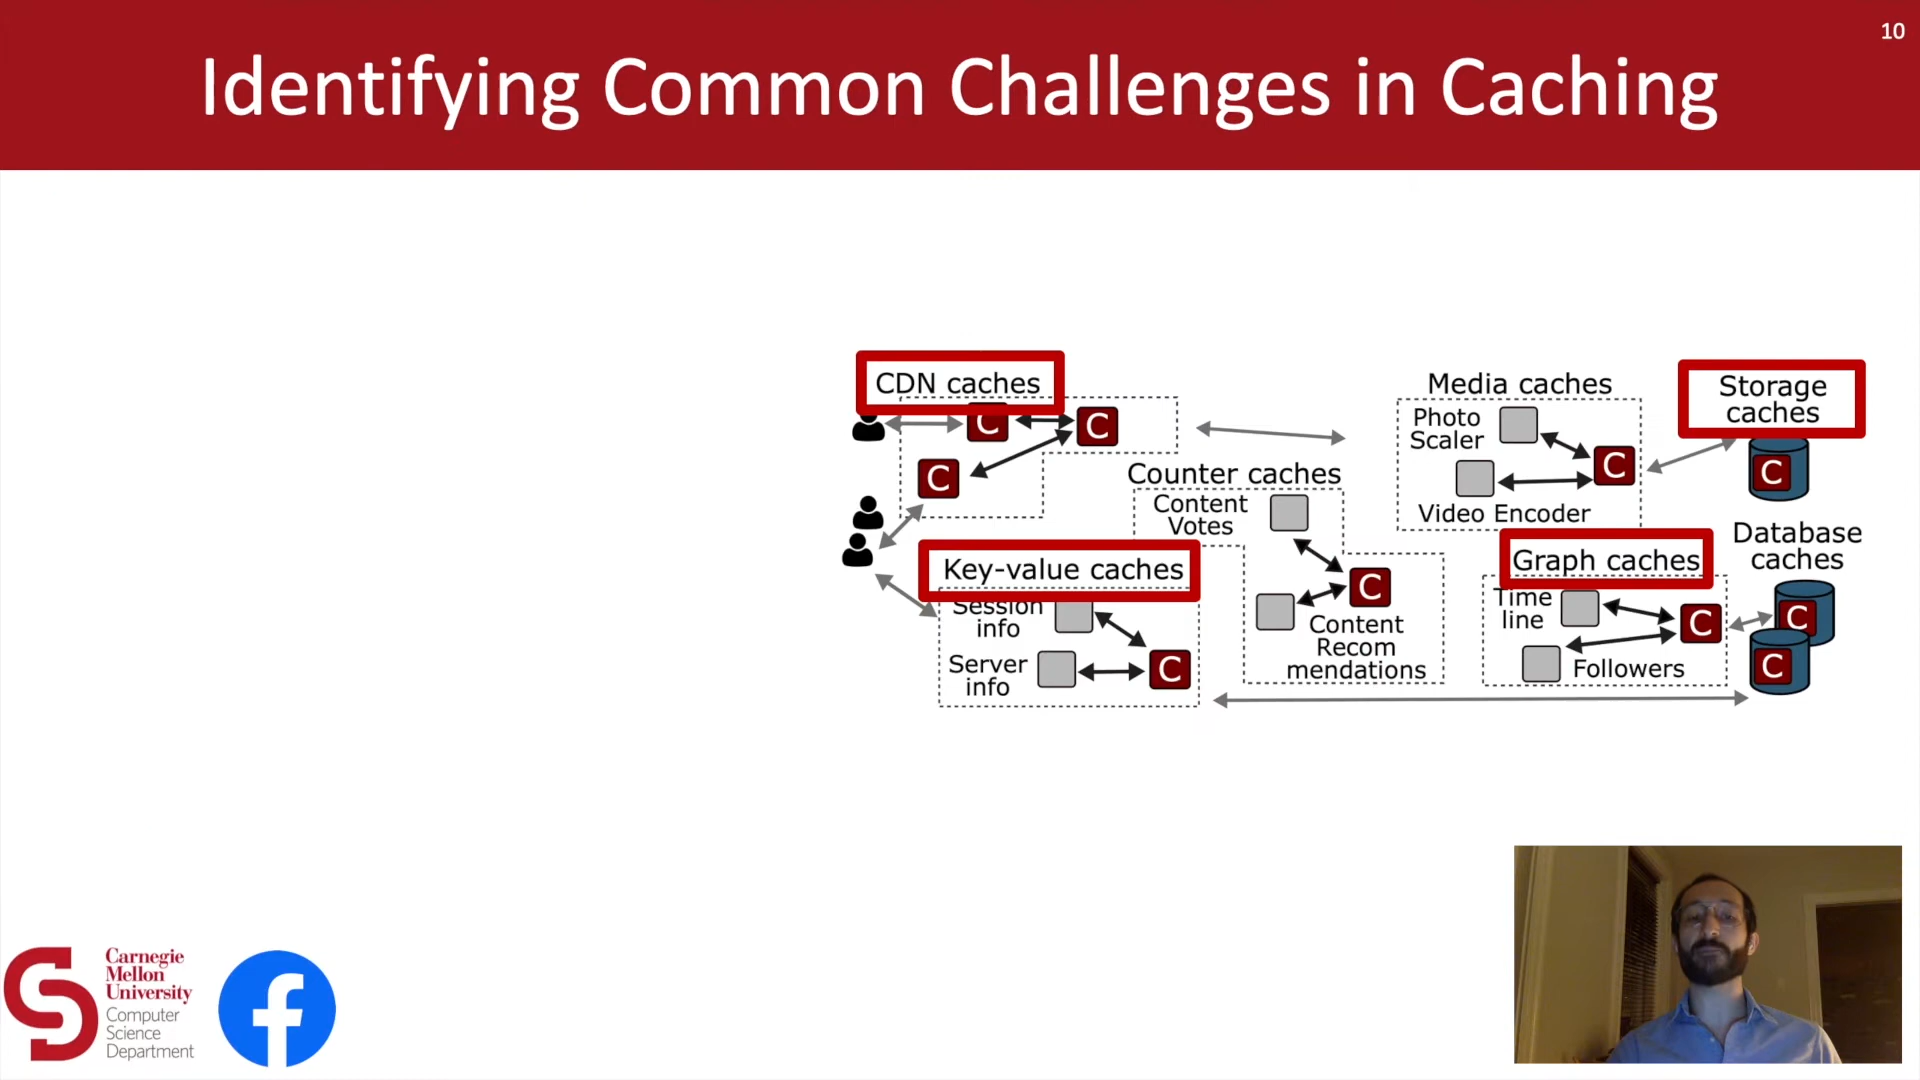 10
Identifying Common Challenges in Caching
CDN caches
C
C
C
Key-value caches
Session
info
Server
info
C
Counter caches
Content
Votes
C
Content
Recom
mendations
Media caches
Photo
Scaler
C
Video Encoder
Storage
caches
C
Graph caches
Time
line
C
Followers
Database
caches
C
C
Carnegie
Mellon
University
Computer
Science
Department
f